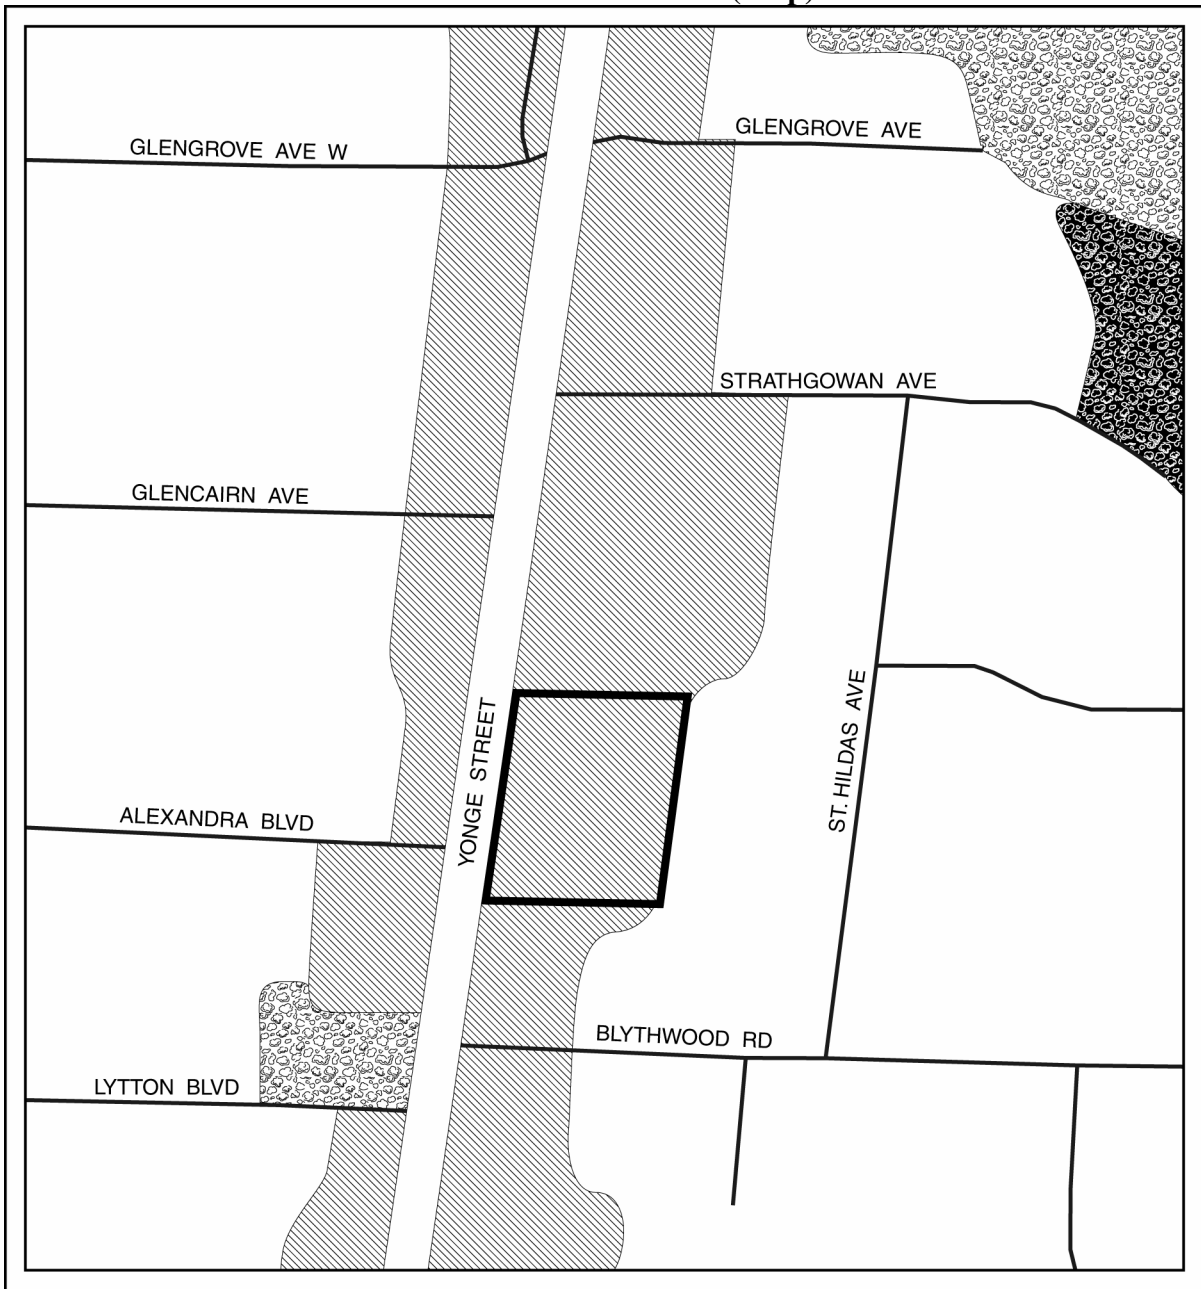 GLENGROVE AVE W
GLENGROVE AVE
STRATHGOWAN AVE
GLENCAIRN AVE
YONGE STREET
ST. HILDAS AVE
ALEXANDRA BLVD
BLYTHWOOD RD
LYTTON BLVD